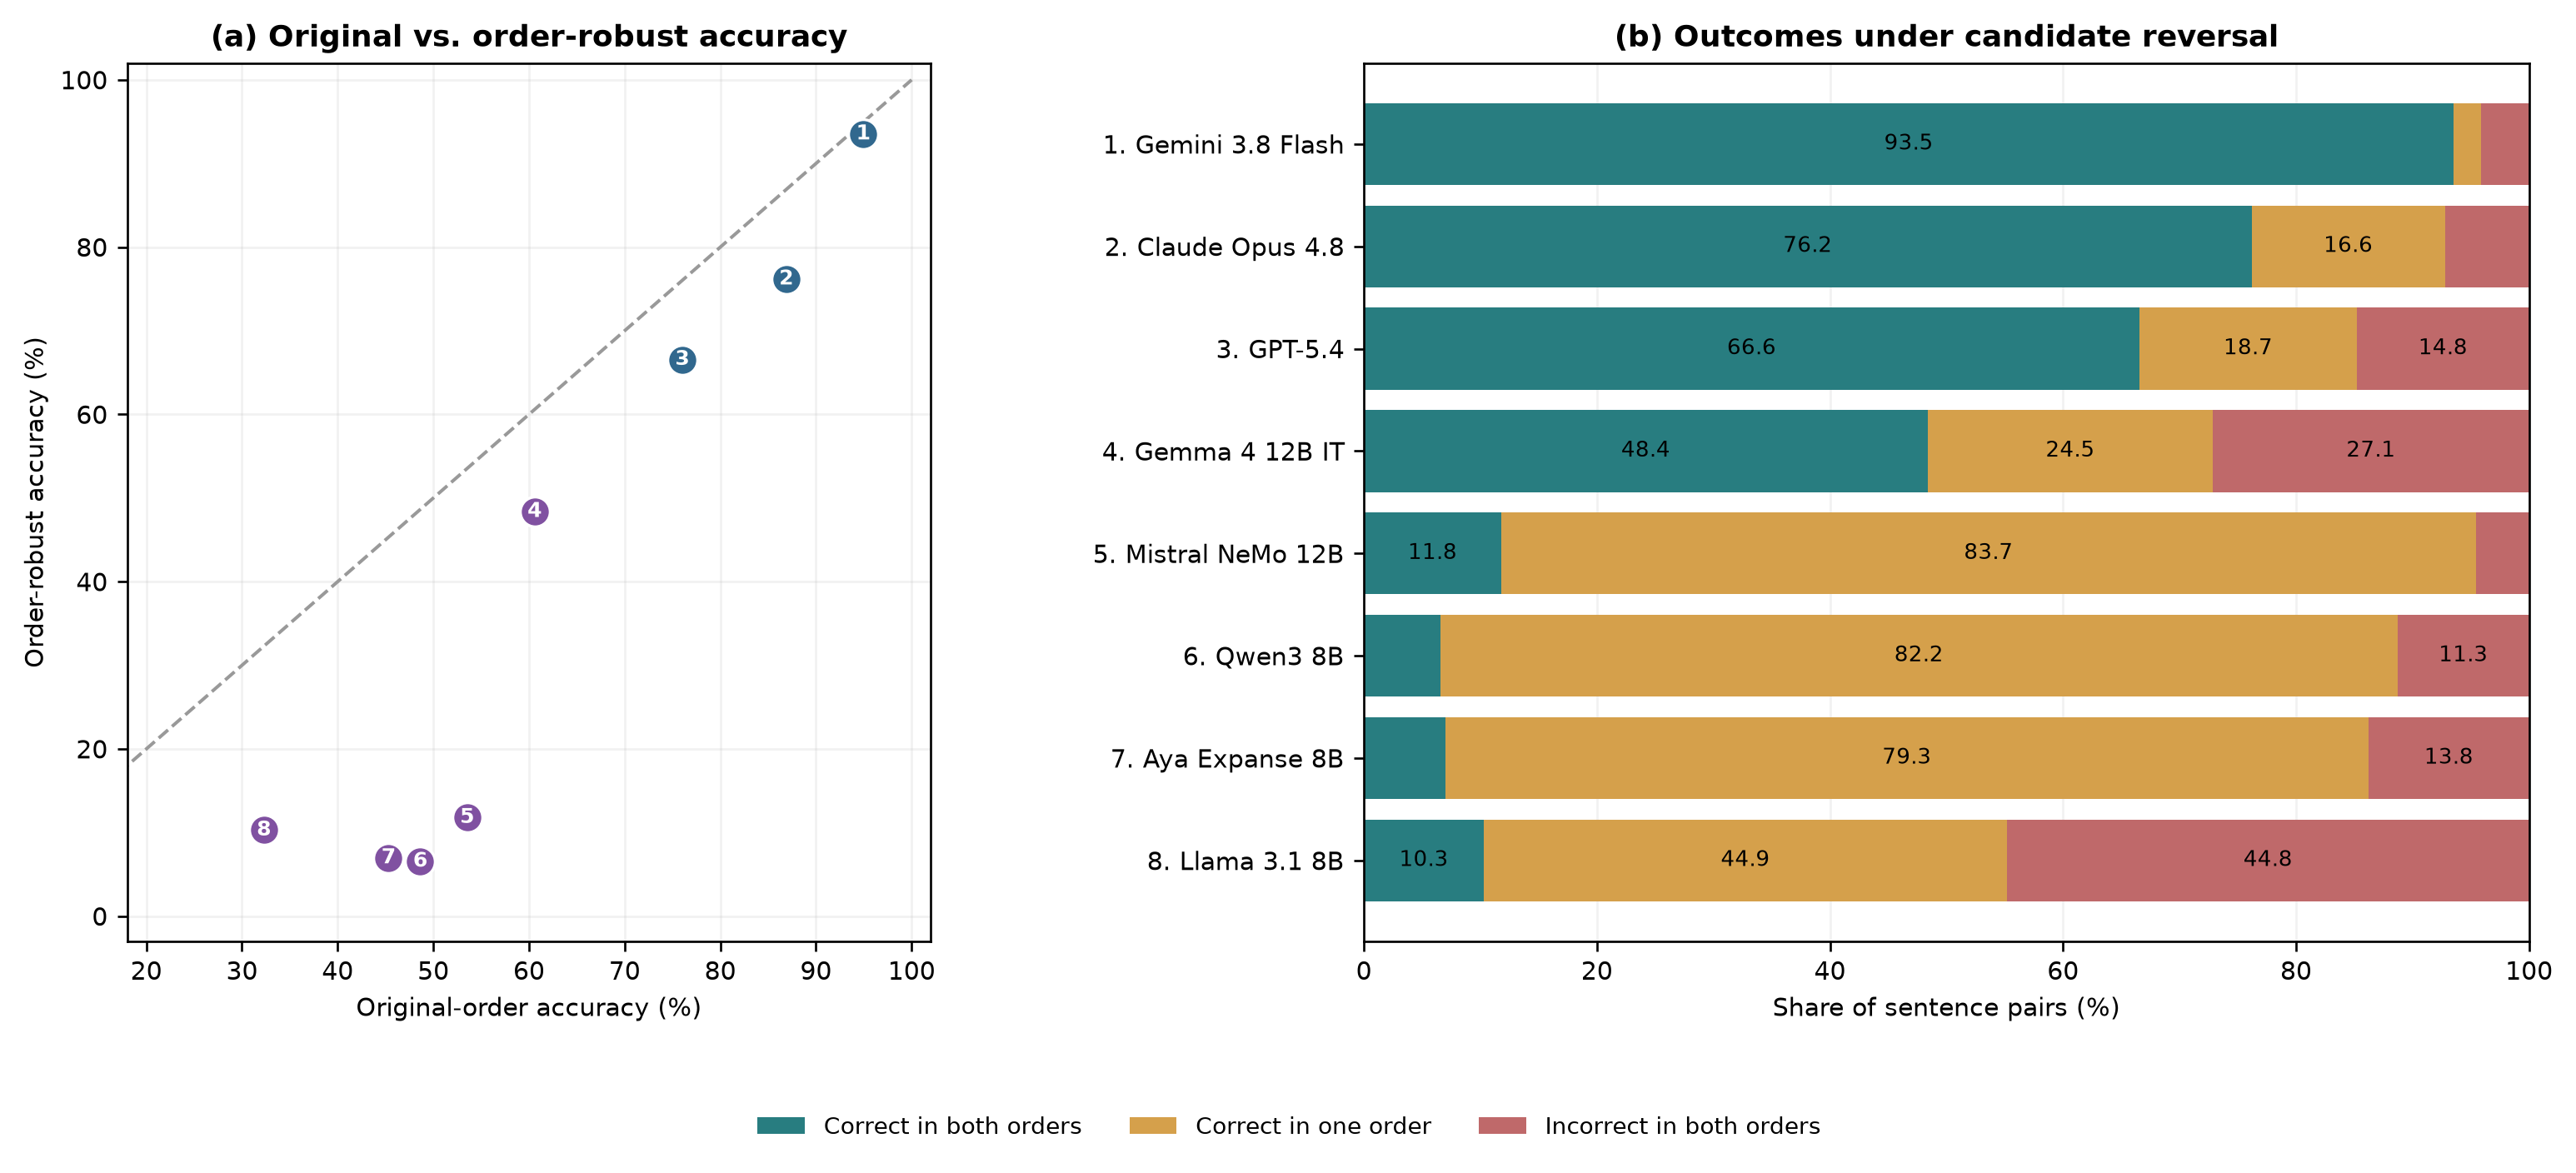 (a) Original vs. order-robust accuracy
100
80
60
40
20
0
Order-robust accuracy (%)
1
2
3
4
5
6
7
8
20 30 40 50 60 70 80 90 100
Original-order accuracy (%)
(b) Outcomes under candidate reversal
1. Gemini 3.8 Flash 93.5
2. Claude Opus 4.8 76.2 16.6
3. GPT-5.4 66.6 18.7 14.8
4. Gemma 4 12B IT 48.4 24.5 27.1
5. Mistral NeMo 12B 11.8 83.7
6. Qwen3 8B 82.2 11.3
7. Aya Expanse 8B 79.3 13.8
8. Llama 3.1 8B 10.3 44.9 44.8
0 20 40 60 80 100
Share of sentence pairs (%)
Correct in both orders Correct in one order Incorrect in both orders